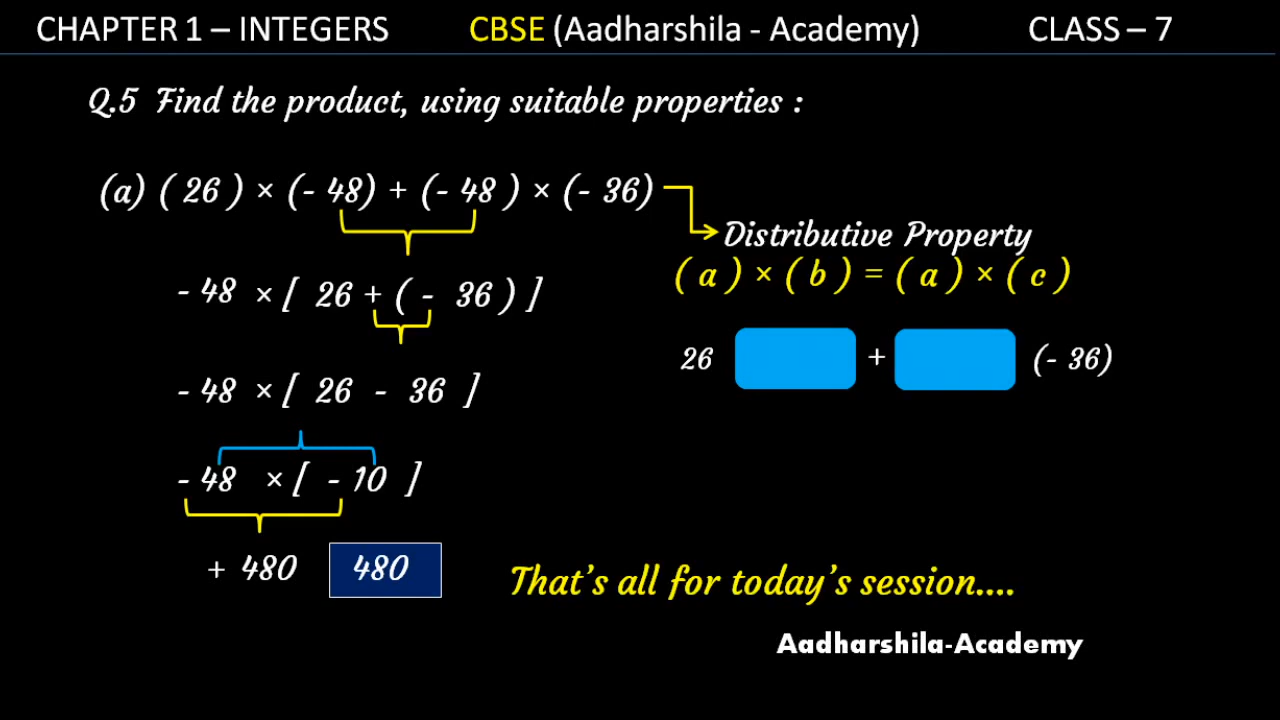 CHAPTER 1 – INTEGERS CBSE (Aadharshila - Academy) CLASS – 7
Q.5 Find the product, using suitable properties :
(a) ( 26 ) × (- 48) + (- 48 ) × (- 36)
Distributive Property
( a ) × ( b ) = ( a ) × ( c )
- 48 × [ 26 + ( - 36 ) ]
26 + (- 36)
- 48 × [ 26 - 36 ]
- 48 × [ - 10 ]
+ 480 480
That's all for today's session....
Aadharshila-Academy